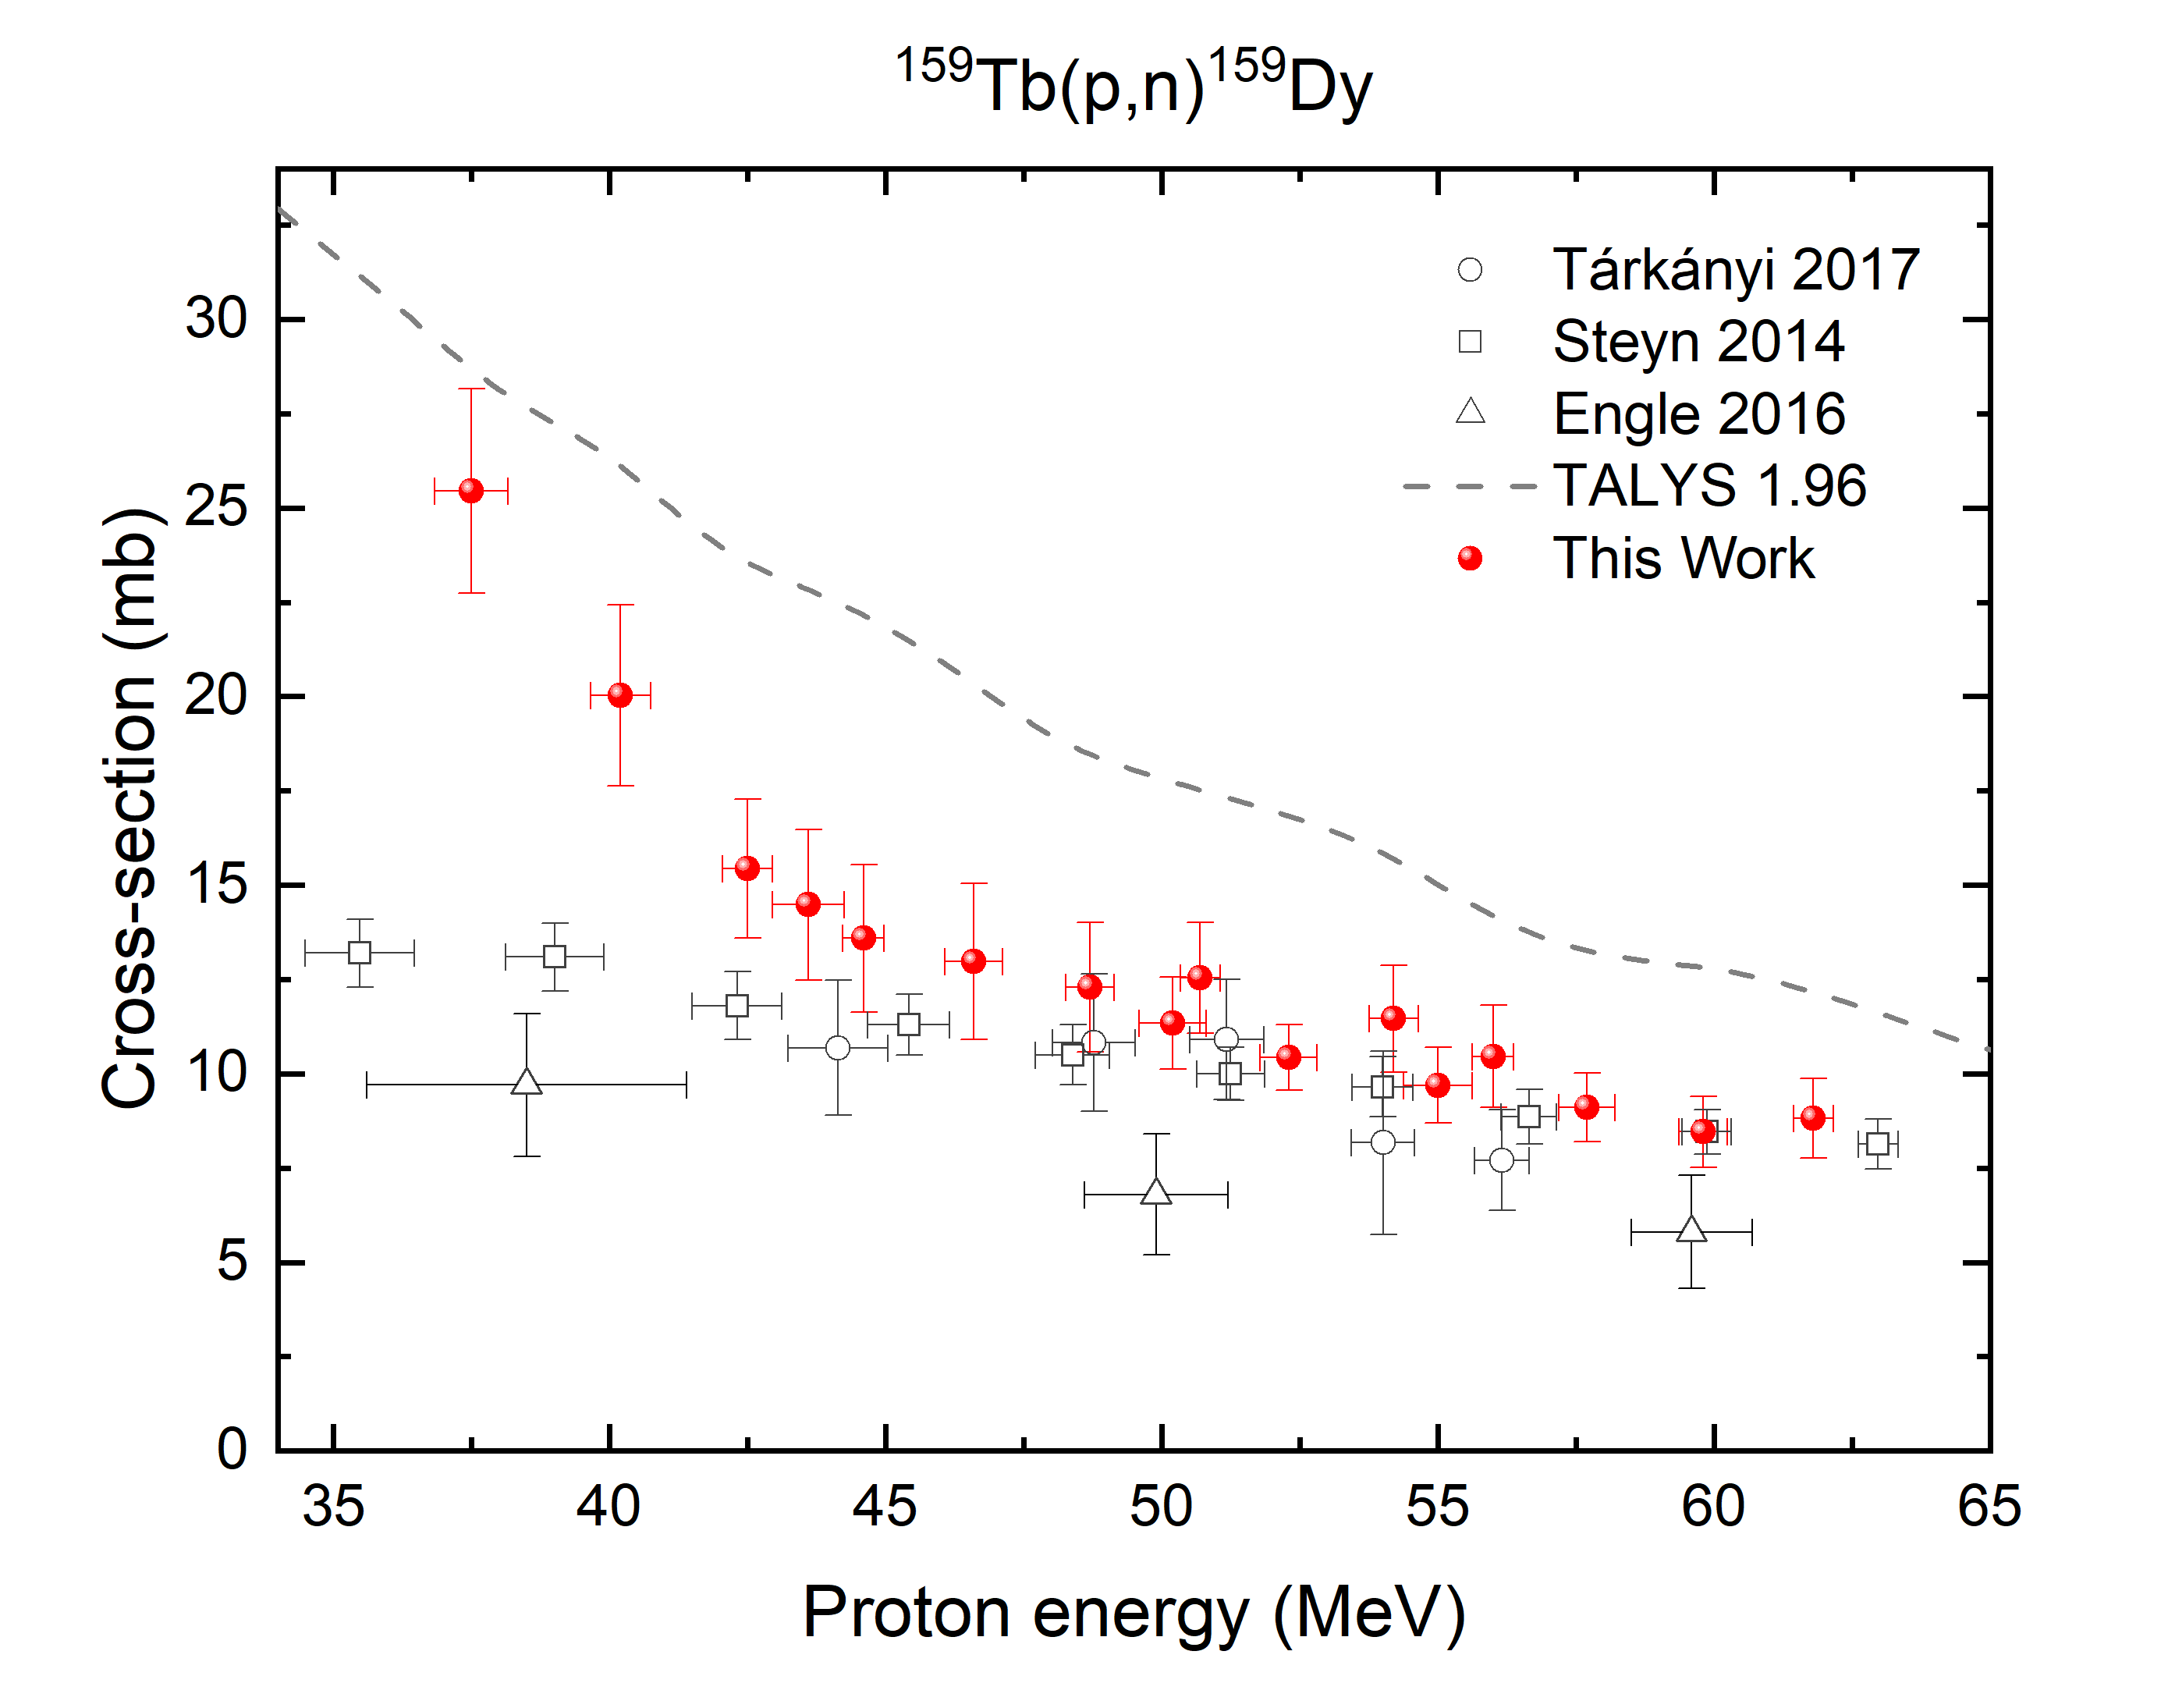 ¹⁵⁹Tb(p,n)¹⁵⁹Dy
Tárkányi 2017
Steyn 2014
Engle 2016
TALYS 1.96
This Work
Cross-section (mb)
30
25
20
15
10
5
0
35 40 45 50 55 60 65
Proton energy (MeV)